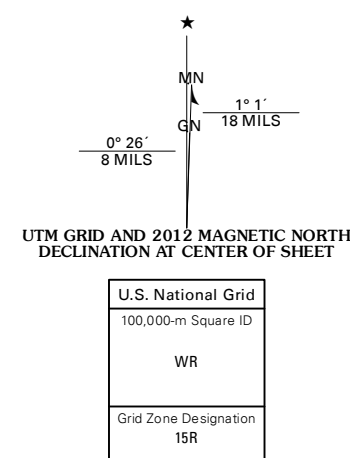 ★
MN
1° 1´
18 MILS
GN
0° 26´
8 MILS
UTM GRID AND 2012 MAGNETIC NORTH
DECLINATION AT CENTER OF SHEET
U.S. National Grid
100,000-m Square ID
WR
Grid Zone Designation
15R